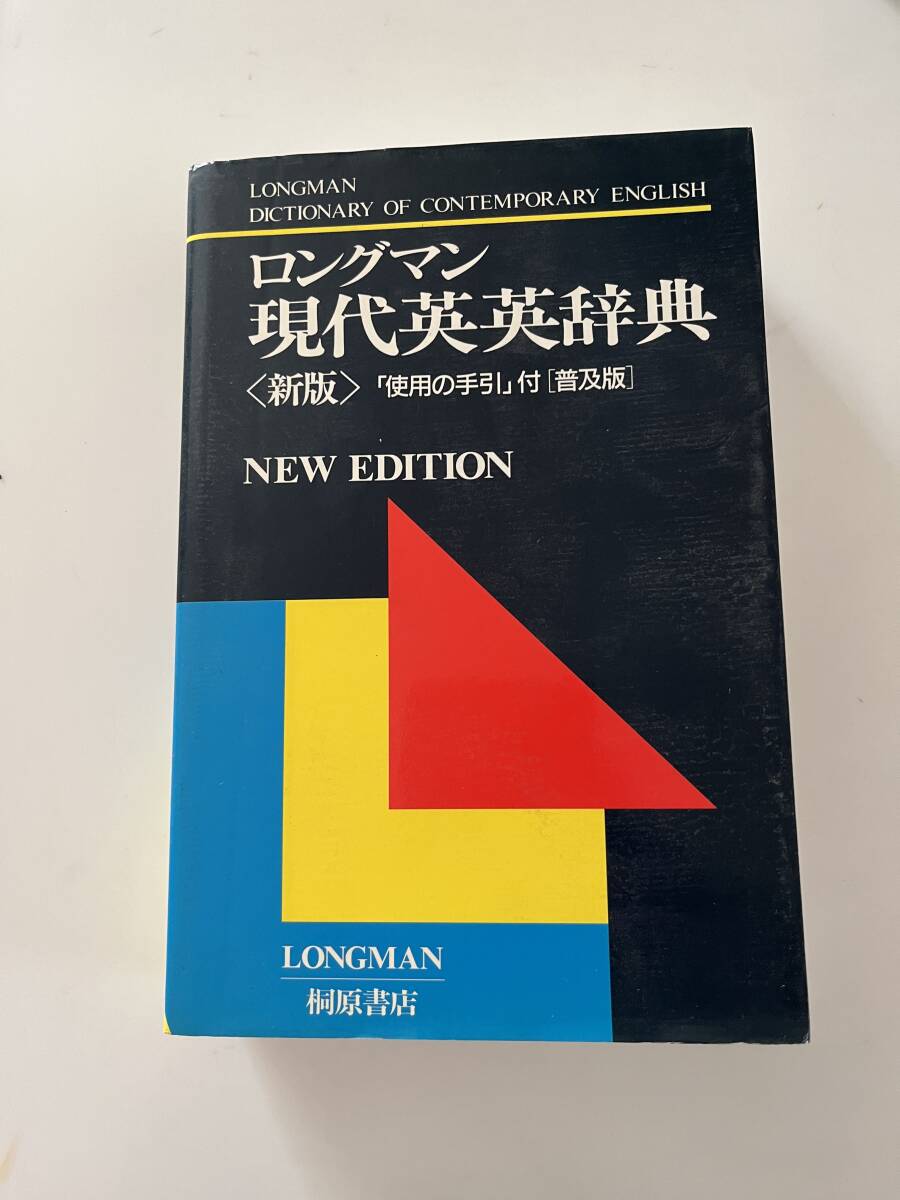 LONGMAN
DICTIONARY OF CONTEMPORARY ENGLISH
ロングマン
現代英英辞典
〈新版〉「使用の手引」付[普及版]
NEW EDITION
LONGMAN
桐原書店